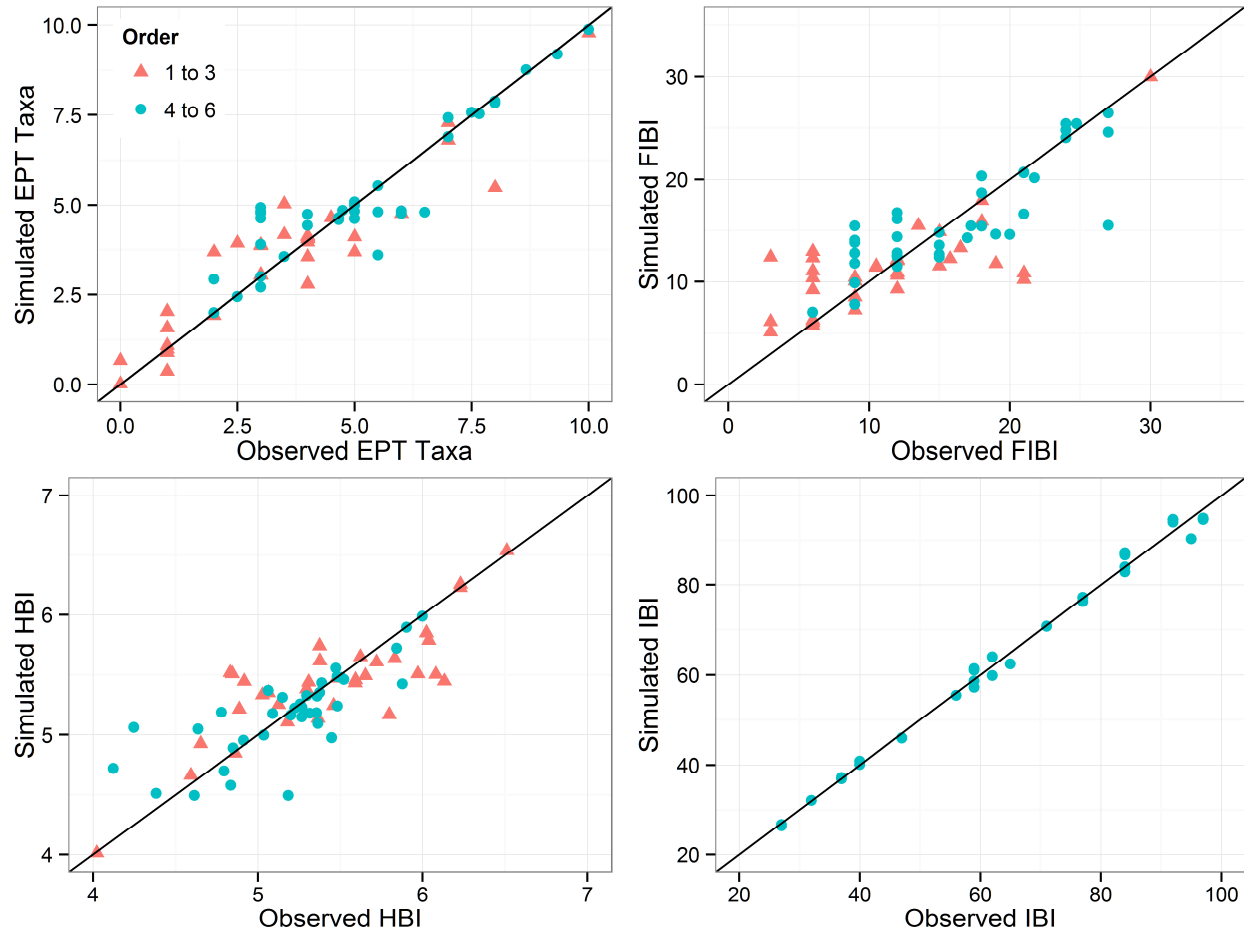 Order
1 to 3
4 to 6
10.0
7.5
5.0
2.5
0.0
Simulated EPT Taxa
0.0 2.5 5.0 7.5 10.0
Observed EPT Taxa
30
20
10
0
Simulated FIBI
0 10 20 30
Observed FIBI
7
6
5
4
Simulated HBI
4 5 6 7
Observed HBI
100
80
60
40
20
Simulated IBI
20 40 60 80 100
Observed IBI